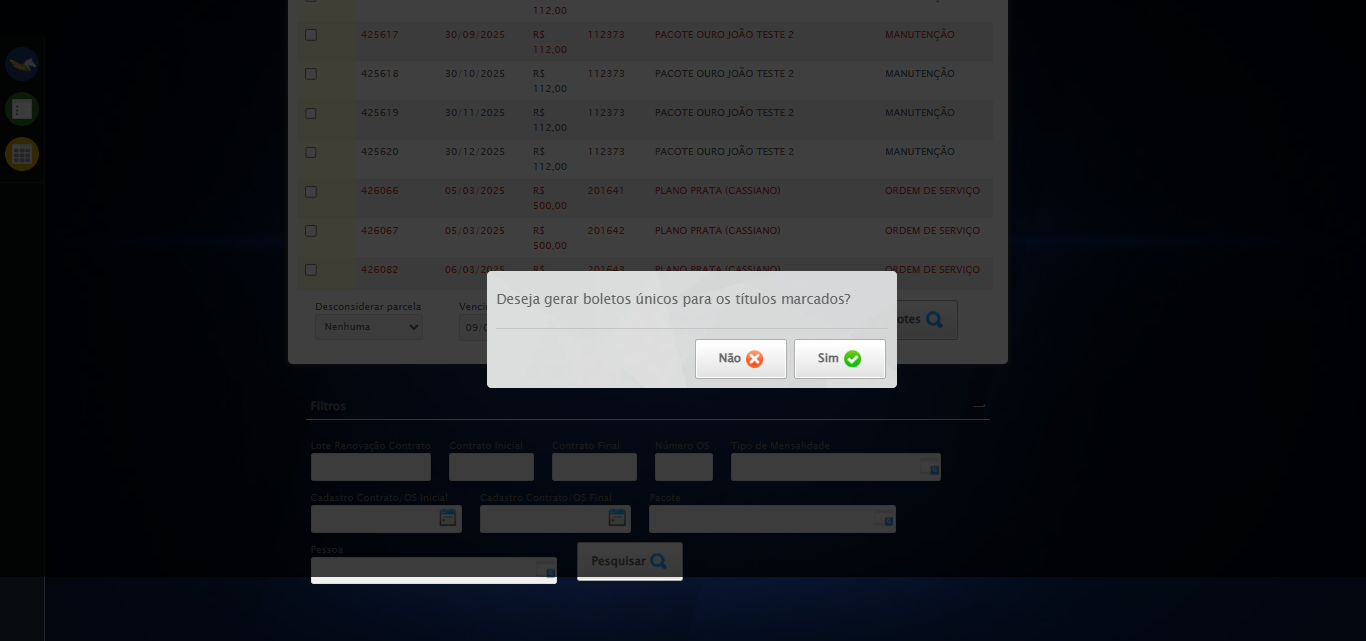 112,00
425617 30/09/2025 R$ 112373 PACOTE OURO JOÃO TESTE 2 MANUTENÇÃO
112,00
425618 30/10/2025 R$ 112373 PACOTE OURO JOÃO TESTE 2 MANUTENÇÃO
112,00
425619 30/11/2025 R$ 112373 PACOTE OURO JOÃO TESTE 2 MANUTENÇÃO
112,00
425620 30/12/2025 R$ 112373 PACOTE OURO JOÃO TESTE 2 MANUTENÇÃO
112,00
426066 05/03/2025 R$ 201641 PLANO PRATA (CASSIANO) ORDEM DE SERVIÇO
500,00
426067 05/03/2025 R$ 201642 PLANO PRATA (CASSIANO) ORDEM DE SERVIÇO
500,00
426082 06/03/2025 R$ 201643 PLANO PRATA (CASSIANO) ORDEM DE SERVIÇO
Deseja gerar boletos únicos para os títulos marcados?
Não Sim
Desconsiderar parcela
Nenhuma
Filtros
Lote Renovação Contrato Contrato Inicial Contrato Final Número OS Tipo de Mensalidade
Cadastro Contrato/OS Inicial Cadastro Contrato/OS Final Pacote
Pessoa
Pesquisar